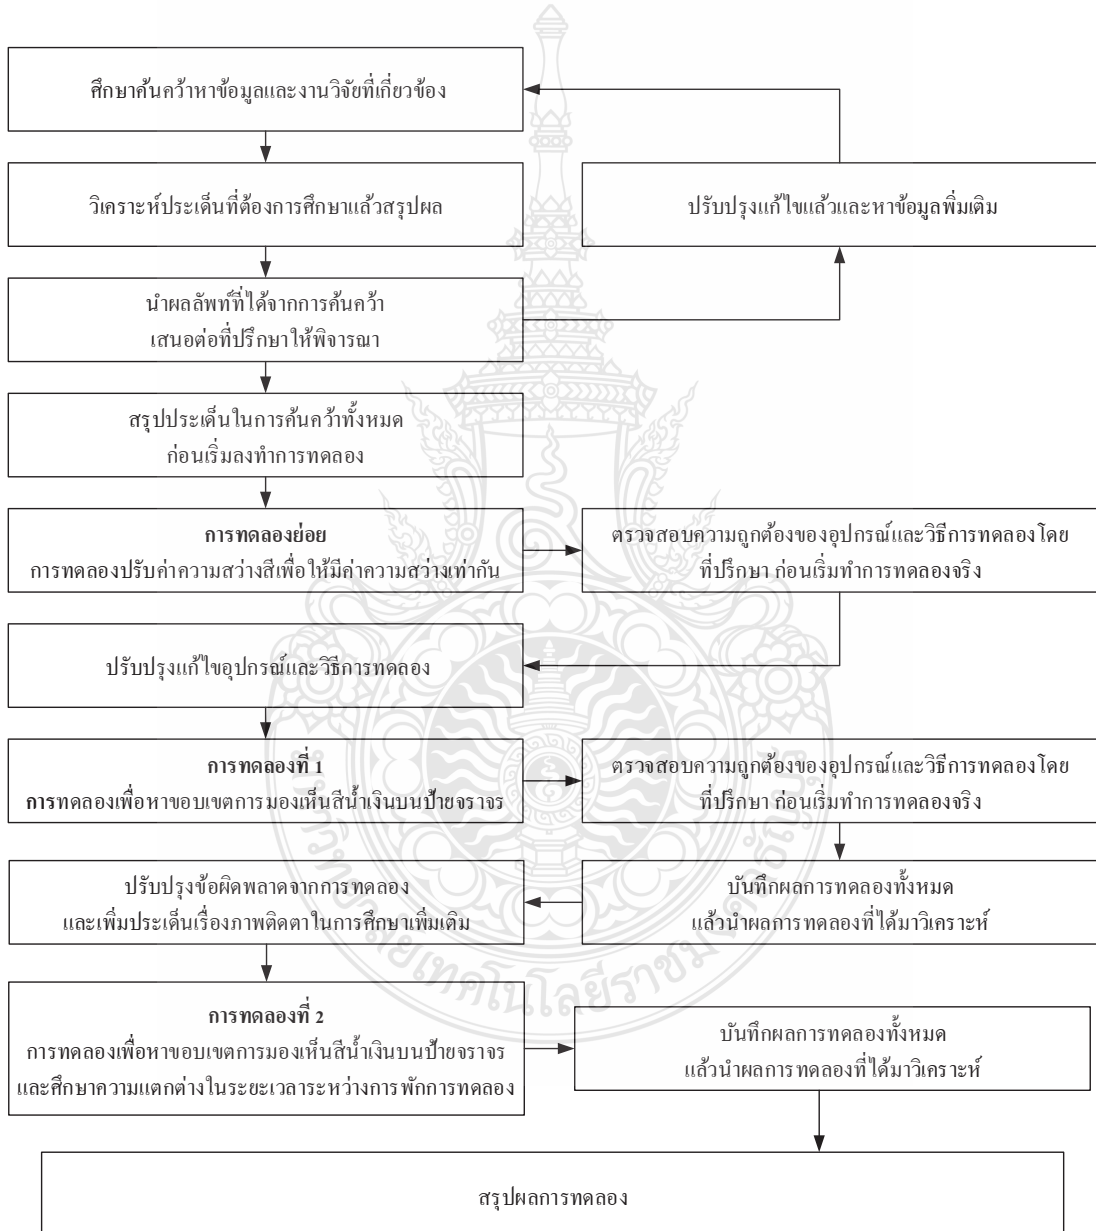 ศึกษาค้นคว้าหาข้อมูลและงานวิจัยที่เกี่ยวข้อง
วิเคราะห์ประเด็นที่ต้องการศึกษาแล้วสรุปผล
ปรับปรุงแก้ไขแล้วและหาข้อมูลพิ่มเติม
นำผลลัพท์ที่ได้จากการค้นคว้า
เสนอต่อที่ปรึกษาให้พิจารณา
สรุปประเด็นในการค้นคว้าทั้งหมด
ก่อนเริ่มลงทำการทดลอง
การทดลองย่อย
การทดลองปรับค่าความสว่างสีเพื่อให้มีค่าความสว่างเท่ากัน
ตรวจสอบความถูกต้องของอุปกรณ์และวิธีการทดลองโดย
ที่ปรึกษา ก่อนเริ่มทำการทดลองจริง
ปรับปรุงแก้ไขอุปกรณ์และวิธีการทดลอง
การทดลองที่ 1
การทดลองเพื่อหาขอบเขตการมองเห็นสีน้ำเงินบนป้ายจราจร
ตรวจสอบความถูกต้องของอุปกรณ์และวิธีการทดลองโดย
ที่ปรึกษา ก่อนเริ่มทำการทดลองจริง
ปรับปรุงข้อผิดพลาดจากการทดลอง
และเพิ่มประเด็นเรื่องภาพติดตาในการศึกษาเพิ่มเติม
บันทึกผลการทดลองทั้งหมด
แล้วนำผลการทดลองที่ได้มาวิเคราะห์
การทดลองที่ 2
การทดลองเพื่อหาขอบเขตการมองเห็นสีน้ำเงินบนป้ายจราจร
และศึกษาความแตกต่างในระยะเวลาระหว่างการพักการทดลอง
บันทึกผลการทดลองทั้งหมด
แล้วนำผลการทดลองที่ได้มาวิเคราะห์
สรุปผลการทดลอง